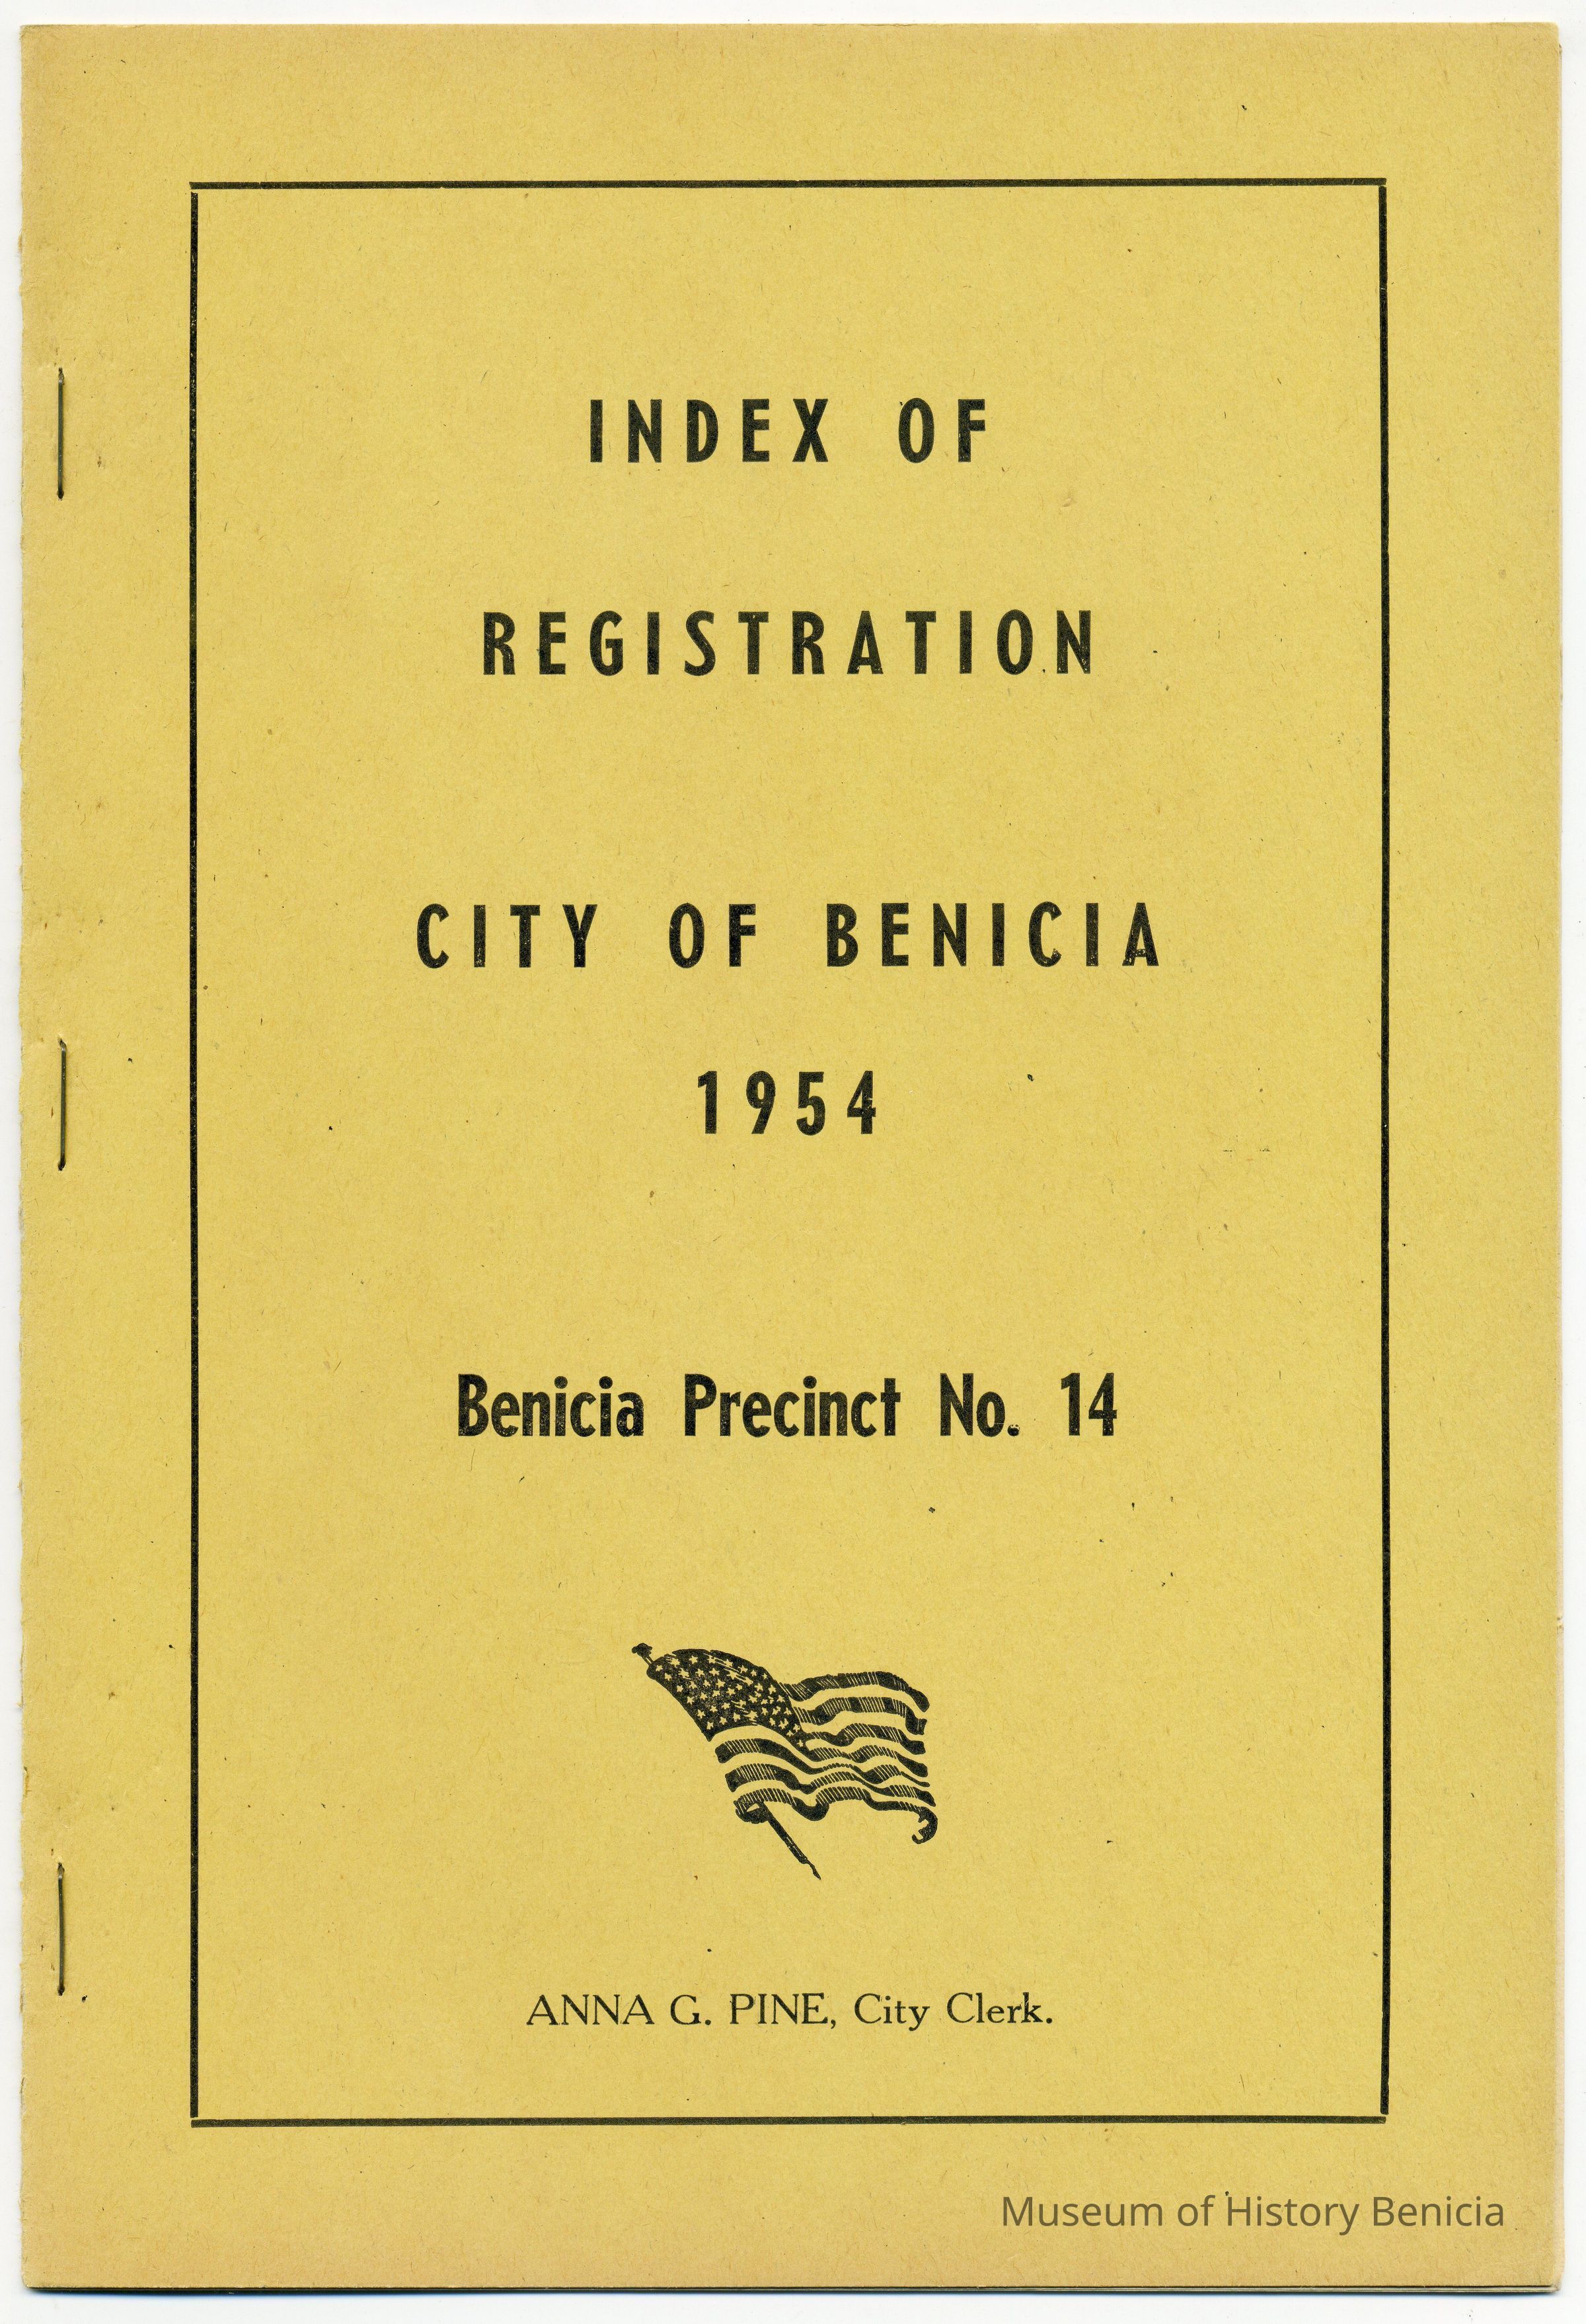 INDEX OF
REGISTRATION
CITY OF BENICIA
1954
Benicia Precinct No. 14
ANNA G. PINE, City Clerk.
Museum of History Benicia